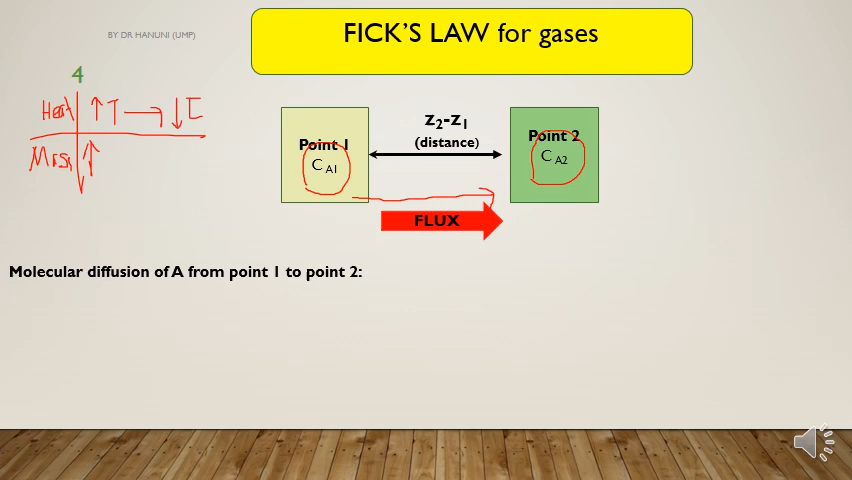 BY DR HANUNI (UMP)
FICK'S LAW for gases
4
Heat ↑ T → ↓
Mass ↑
Point 1
C A1
z2-z1
(distance)
Point 2
C A2
FLUX
Molecular diffusion of A from point 1 to point 2: